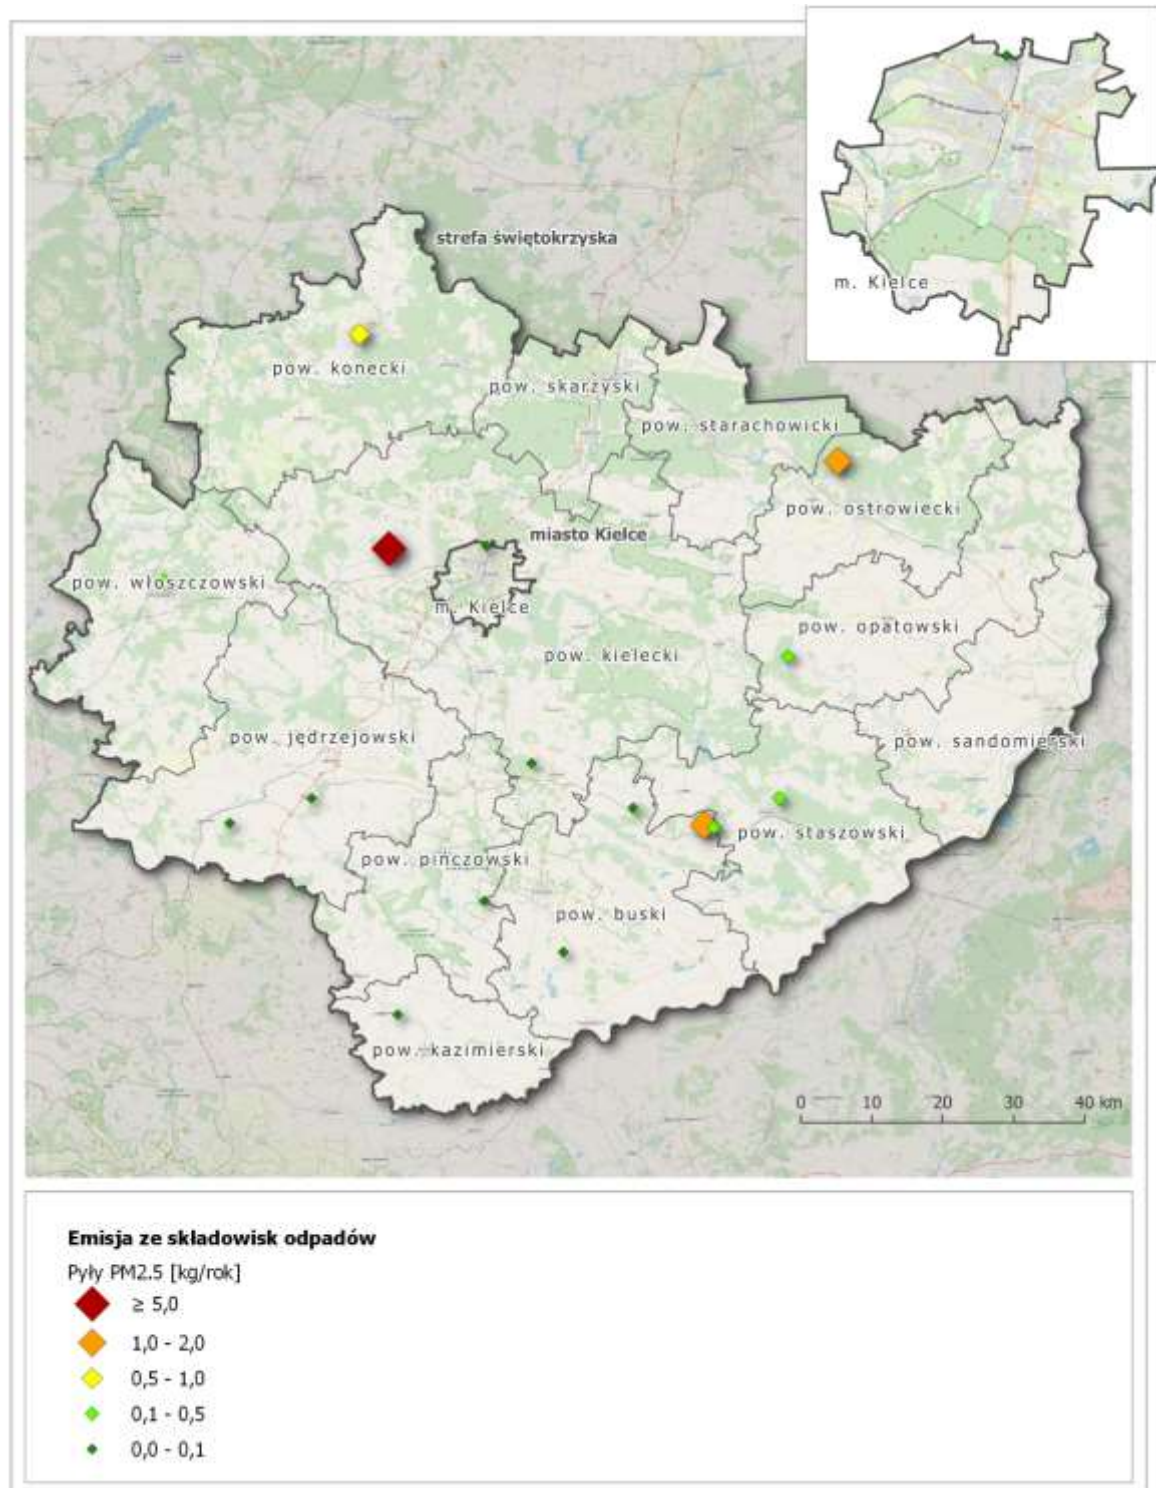 strefa świętokrzyska
m. Kielce
pow. konecki
pow. skarżyski
pow. starachowicki
pow. ostrowiecki
miasto Kielce
pow. włoszczowski
m. Kielce
pow. opatowski
pow. kielecki
pow. jędrzejowski
pow. sandomierski
pow. staszowski
pow. pińczowski
pow. buski
pow. kazimierski
0 10 20 30 40 km
Emisja ze składowisk odpadów
Pyły PM2.5 [kg/rok]
≥ 5,0
1,0 - 2,0
0,5 - 1,0
0,1 - 0,5
0,0 - 0,1